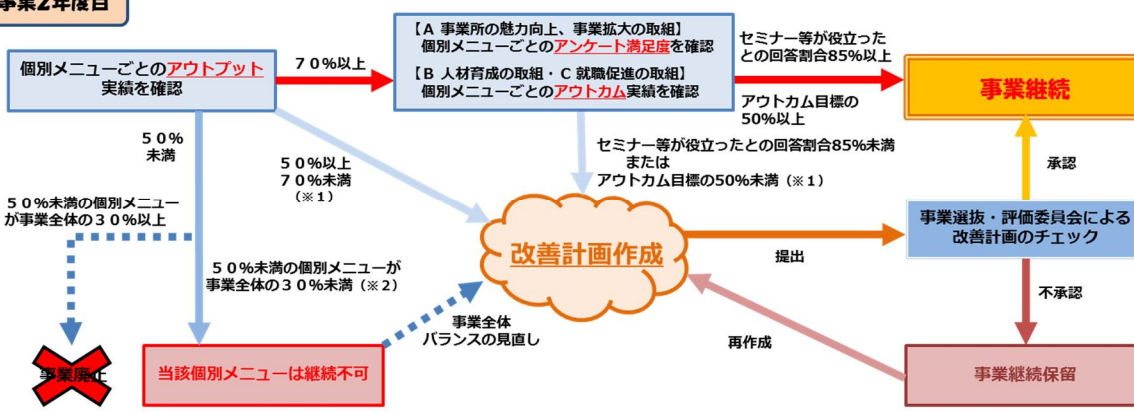 事業2年度目
個別メニューごとのアウトプット
実績を確認
70%以上
【A 事業所の魅力向上、事業拡大の取組】
個別メニューごとのアンケート満足度を確認
【B 人材育成の取組・C 就職促進の取組】
個別メニューごとのアウトカム実績を確認
セミナー等が役立った
との回答割合85%以上
アウトカム目標の
50%以上
事業継続
50%
未満
50%以上
70%未満
(※1)
セミナー等が役立ったとの回答割合85%未満
または
アウトカム目標の50%未満(※1)
承認
50%未満の個別メニュー
が事業全体の30%以上
改善計画作成
提出
事業選抜・評価委員会による
改善計画のチェック
50%未満の個別メニューが
事業全体の30%未満(※2)
不承認
事業全体
バランスの見直し
再作成
事業廃止
当該個別メニューは継続不可
事業継続保留